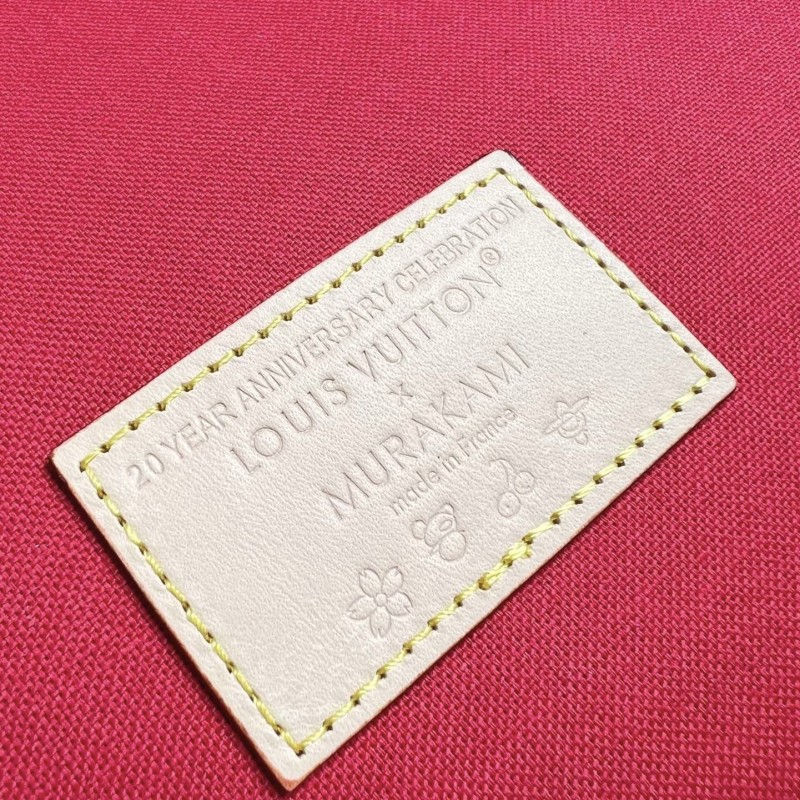 20 YEAR ANNIVERSARY CELEBRATION
LOUIS VUITTON®
x
MURAKAMI
made in France